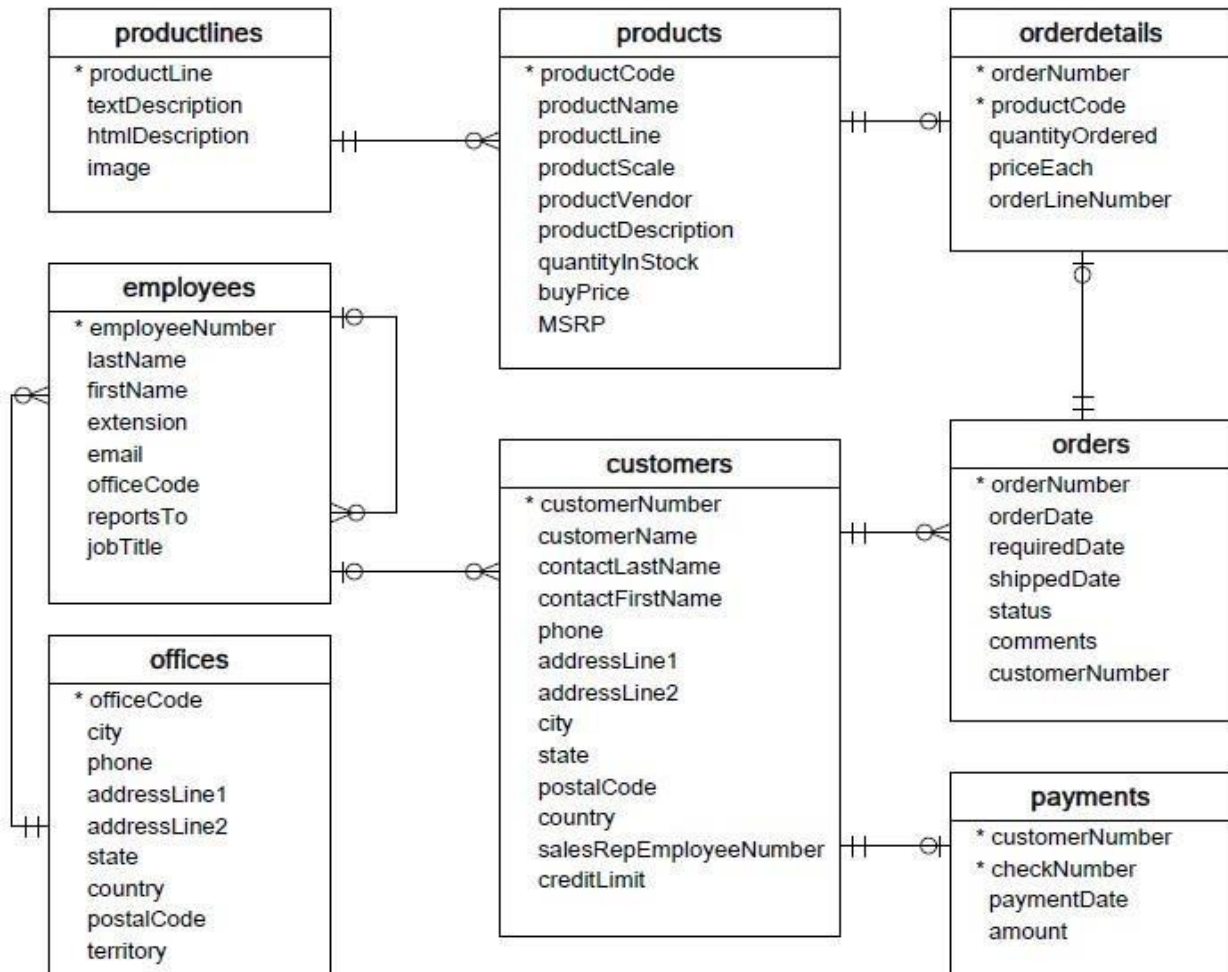 productlines
* productLine
textDescription
htmlDescription
image
products
* productCode
productName
productLine
productScale
productVendor
productDescription
quantityInStock
buyPrice
MSRP
orderdetails
* orderNumber
* productCode
quantityOrdered
priceEach
orderLineNumber
employees
* employeeNumber
lastName
firstName
extension
email
officeCode
reportsTo
jobTitle
customers
* customerNumber
customerName
contactLastName
contactFirstName
phone
addressLine1
addressLine2
city
state
postalCode
country
salesRepEmployeeNumber
creditLimit
orders
* orderNumber
orderDate
requiredDate
shippedDate
status
comments
customerNumber
offices
* officeCode
city
phone
addressLine1
addressLine2
state
country
postalCode
territory
payments
* customerNumber
* checkNumber
paymentDate
amount